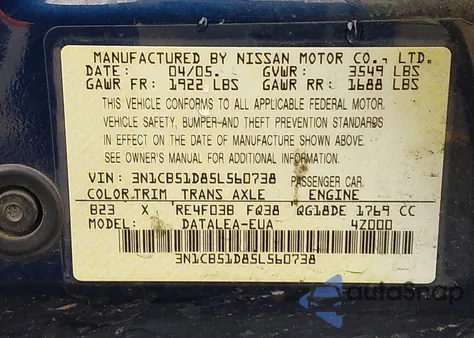 MANUFACTURED BY NISSAN MOTOR CO., LTD.
DATE: 04/05. GVWR: 3549 LBS
GAWR FR: 1922 LBS GAWR RR: 1688 LBS
THIS VEHICLE CONFORMS TO ALL APPLICABLE FEDERAL MOTOR
VEHICLE SAFETY, BUMPER-AND THEFT PREVENTION STANDARDS
IN EFFECT ON THE DATE OF MANUFACTURE SHOWN ABOVE.
SEE OWNER'S MANUAL FOR ADDITIONAL INFORMATION.
VIN: 3N1CB51D85L560738 PASSENGER CAR.
COLOR,TRIM TRANS AXLE ENGINE
B23 X RE4F03B FQ38 QG18DE 1769 CC
MODEL: DATALEA-EUA 4Z000
3N1CB51D85L560738
autoSnap